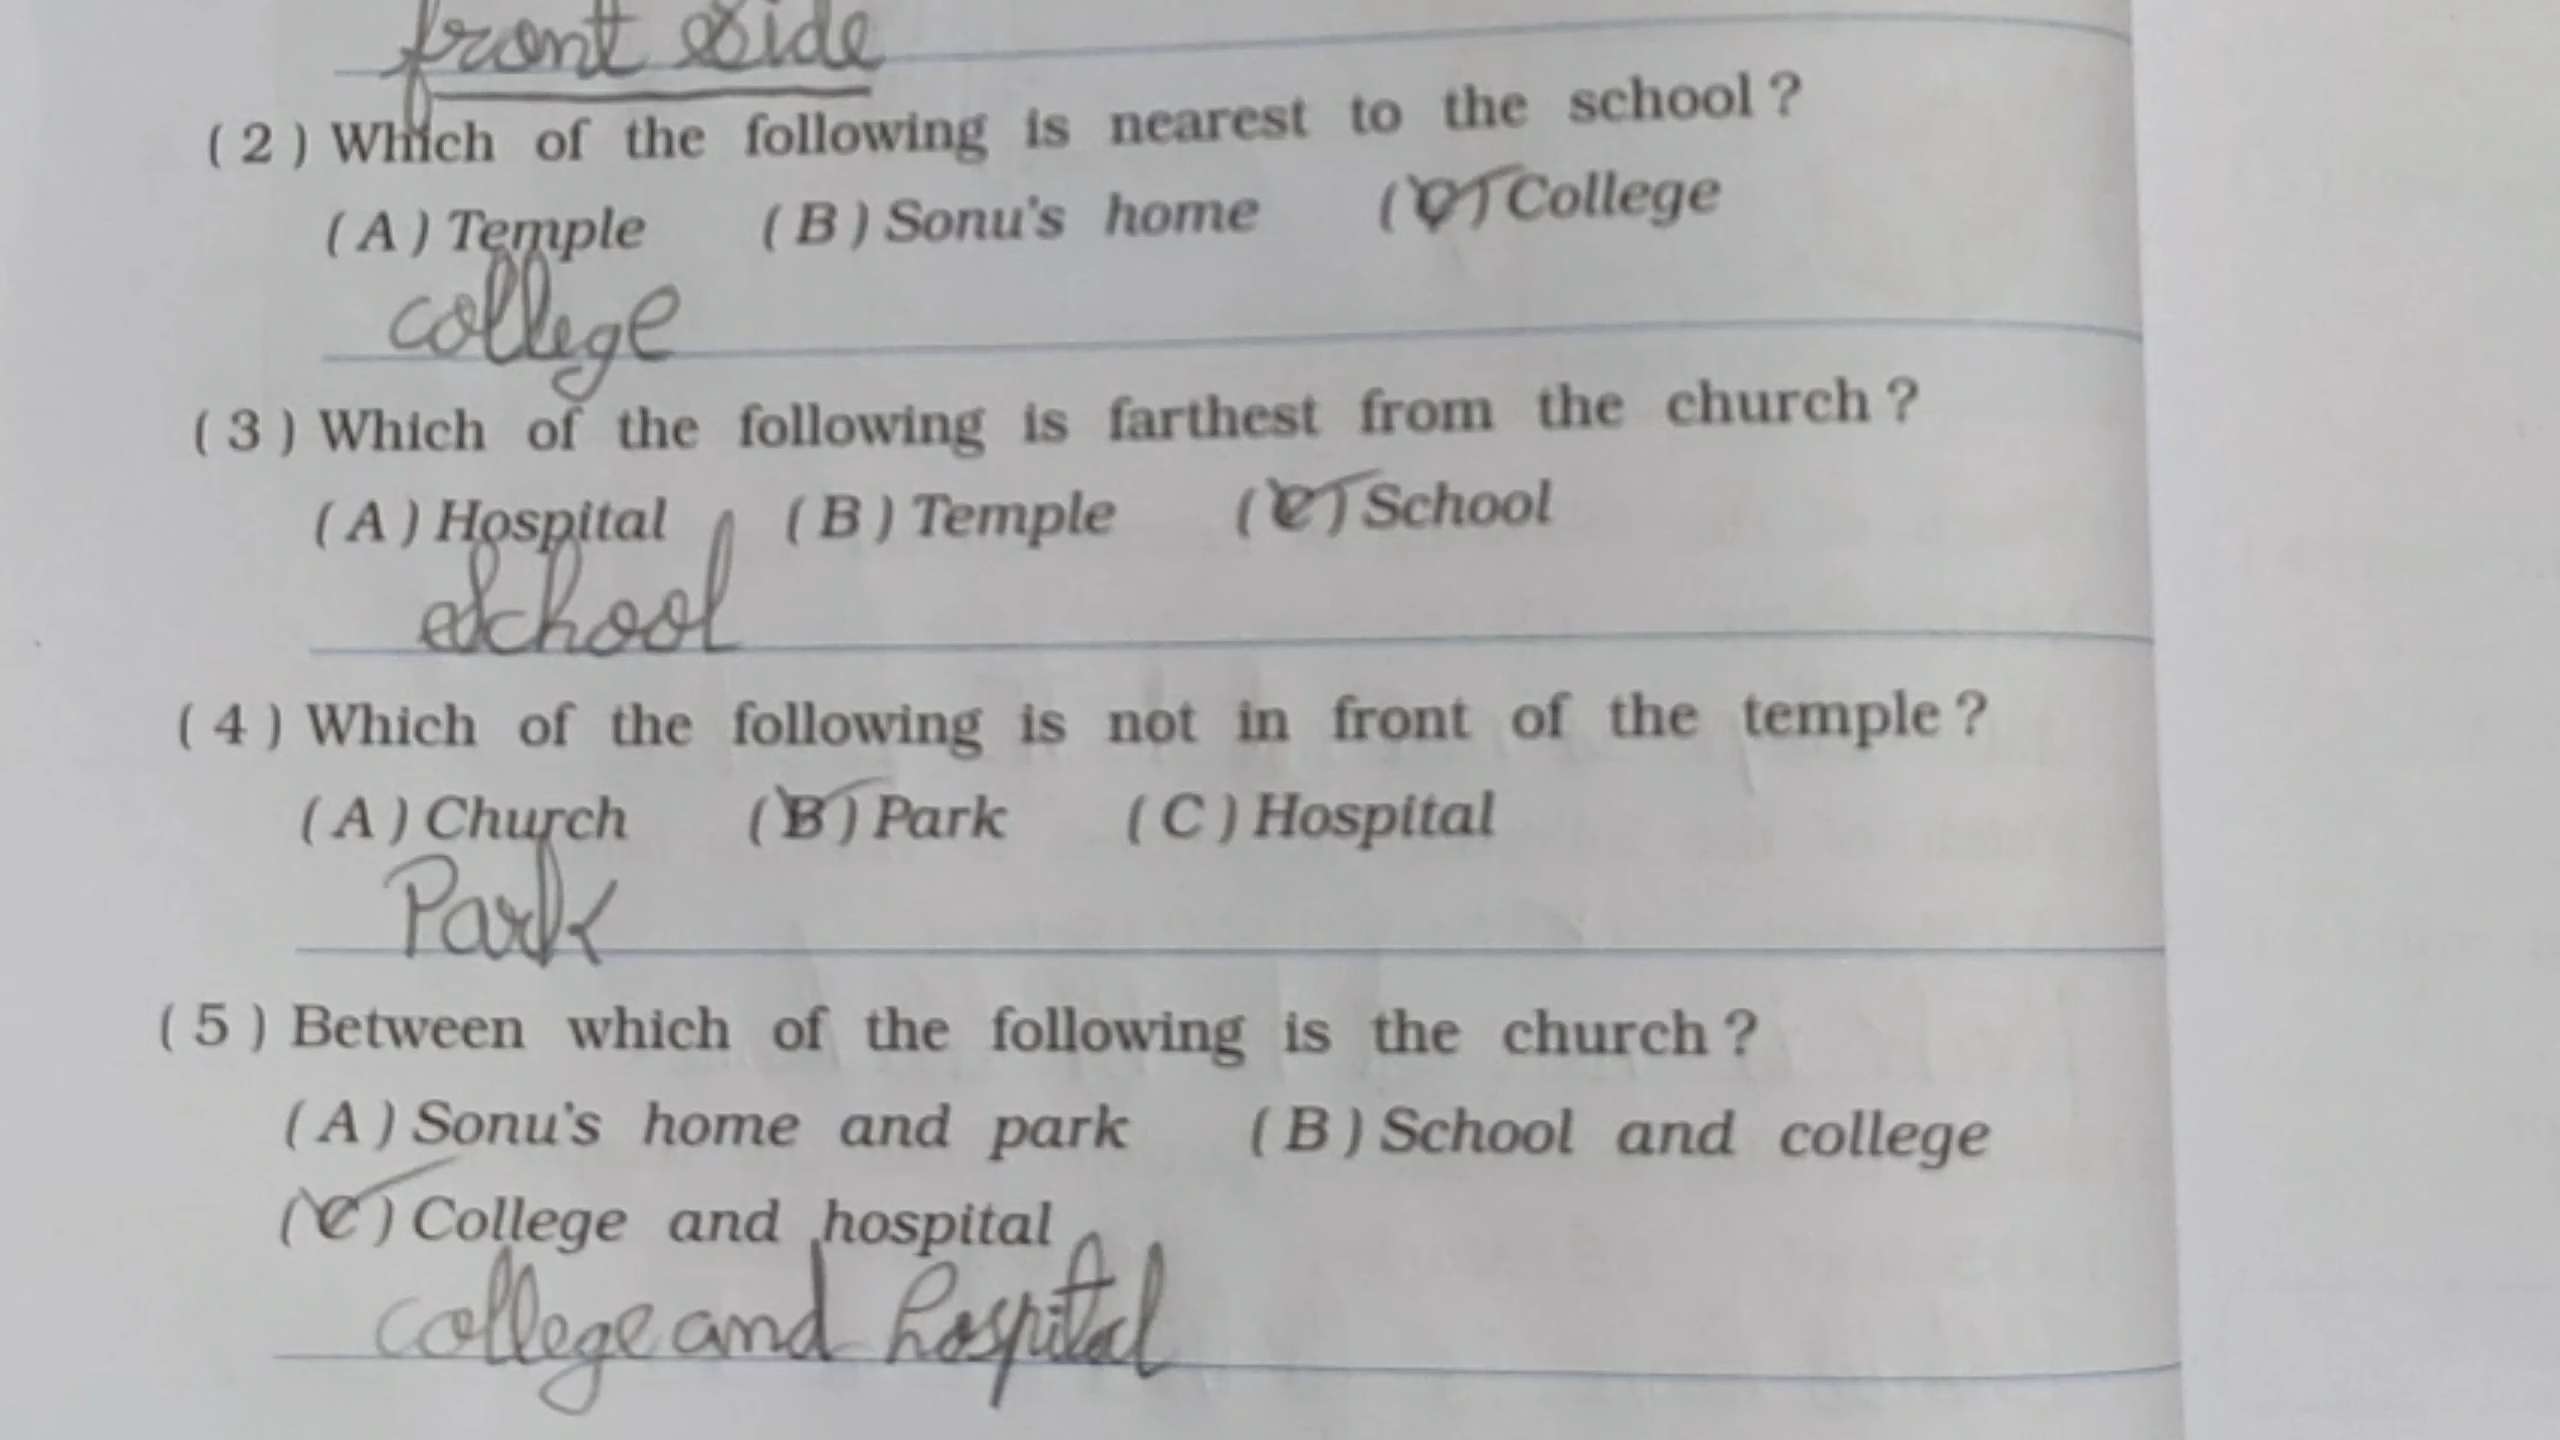 front side
( 2 ) Which of the following is nearest to the school ?
( A ) Temple ( B ) Sonu's home ( C ) College
college
( 3 ) Which of the following is farthest from the church ?
( A ) Hospital ( B ) Temple ( C ) School
school
( 4 ) Which of the following is not in front of the temple ?
( A ) Church ( B ) Park ( C ) Hospital
Park
( 5 ) Between which of the following is the church ?
( A ) Sonu's home and park ( B ) School and college
( C ) College and hospital
college and hospital